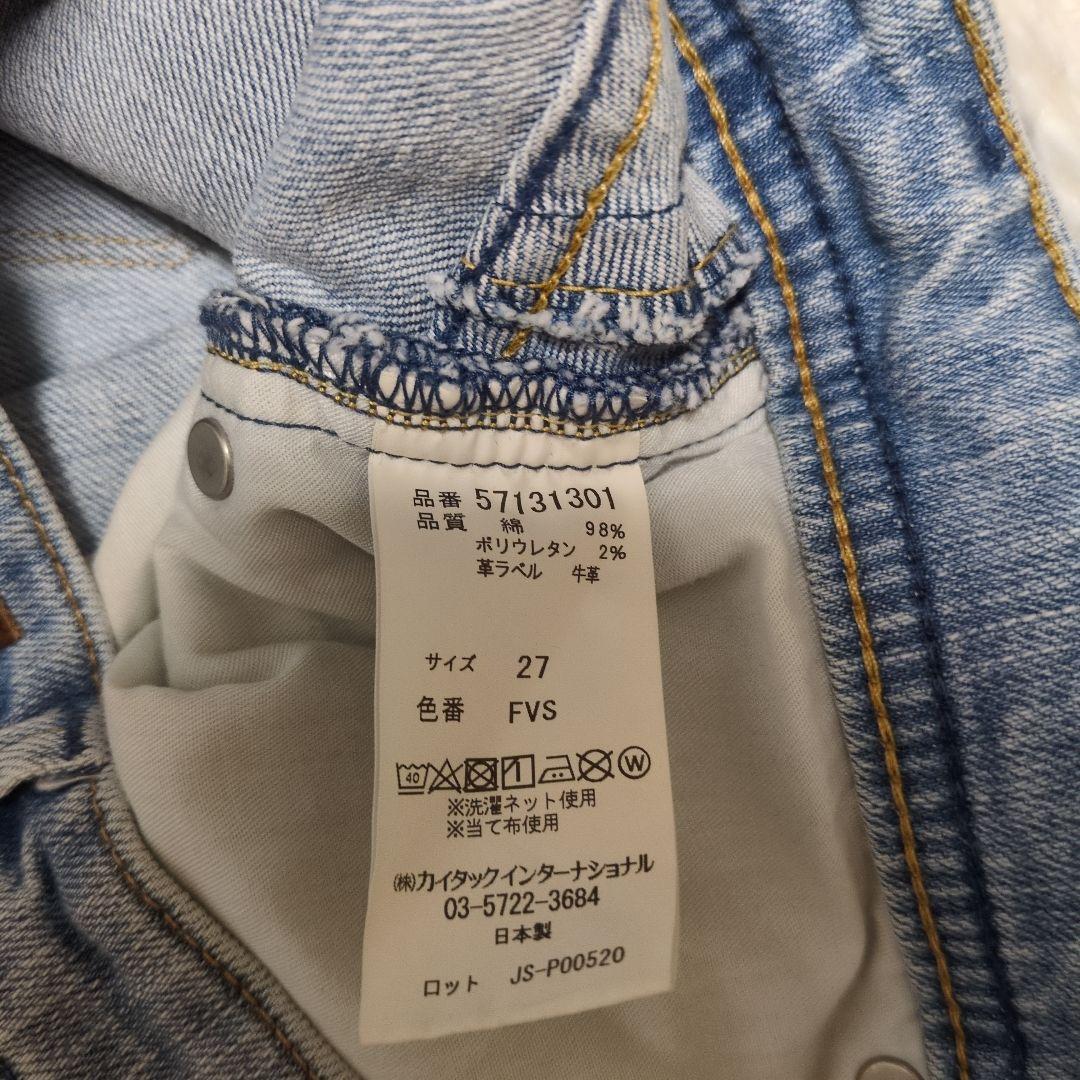 品番 57131301
品質 綿 98%
ポリウレタン 2%
革ラベル 牛革
サイズ 27
色番 FVS
40 W
※洗濯ネット使用
※当て布使用
㈱カイタックインターナショナル
03-5722-3684
日本製
ロット JS-P00520